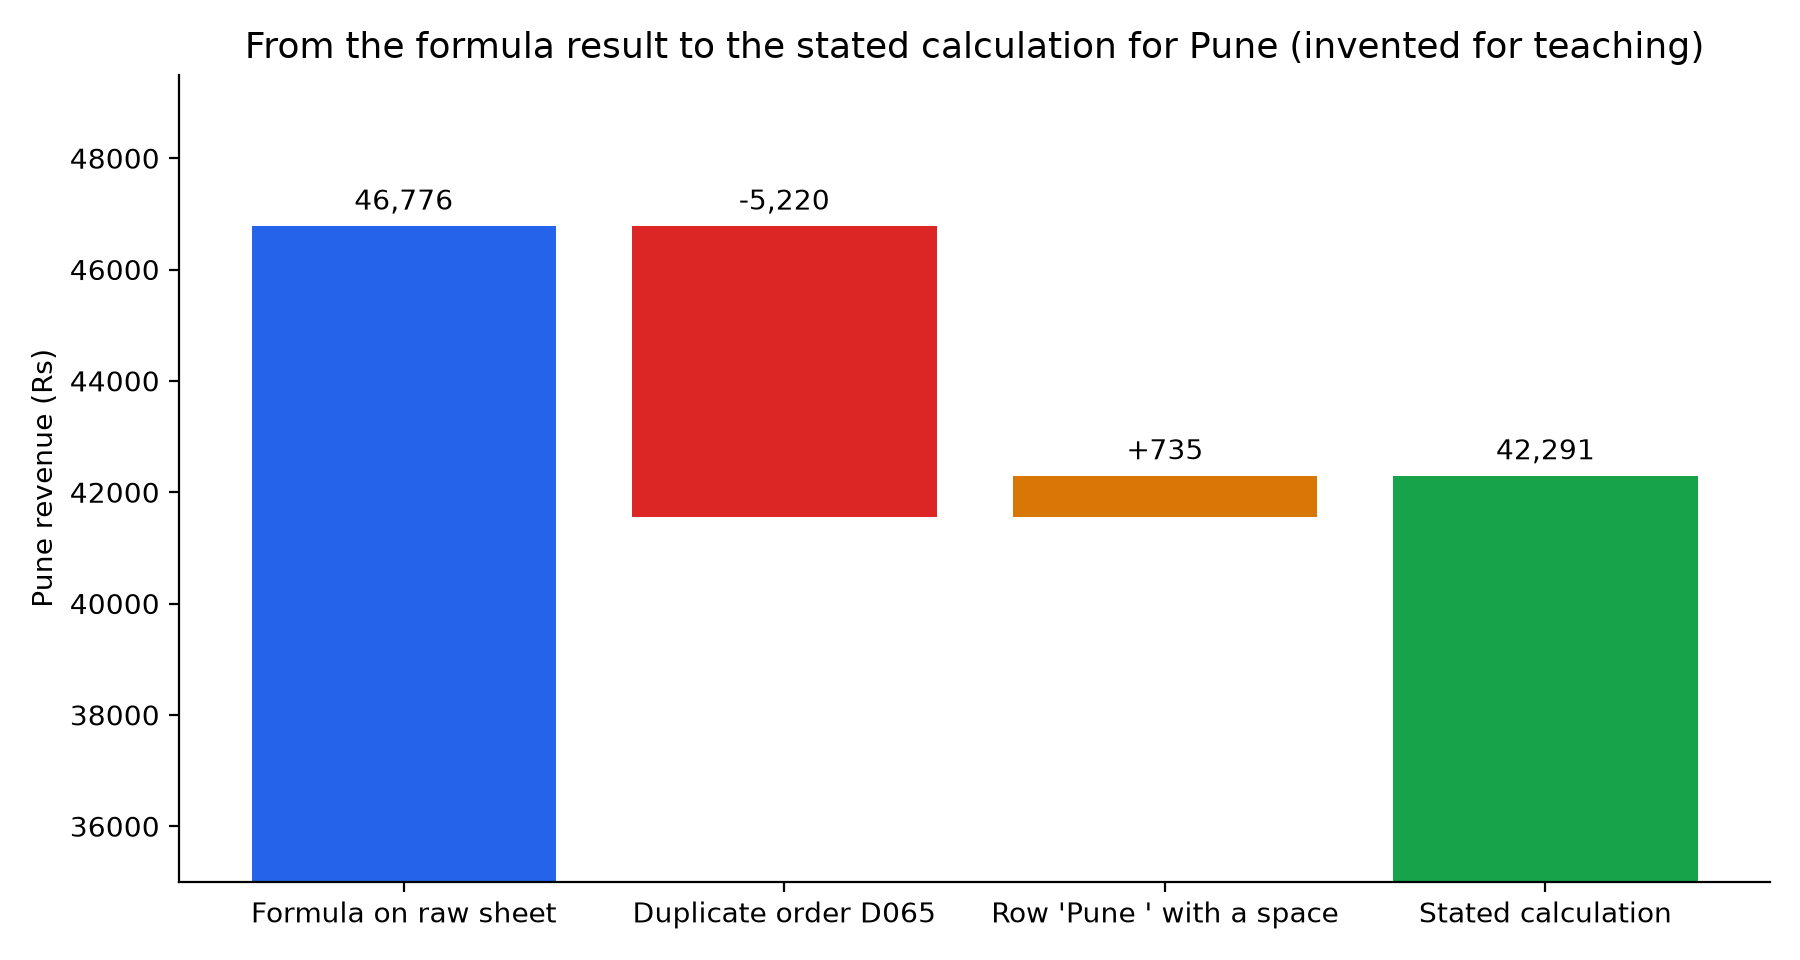 From the formula result to the stated calculation for Pune (invented for teaching)
Pune revenue (Rs)
48000
46000
44000
42000
40000
38000
36000
46,776
-5,220
+735
42,291
Formula on raw sheet
Duplicate order D065
Row 'Pune ' with a space
Stated calculation